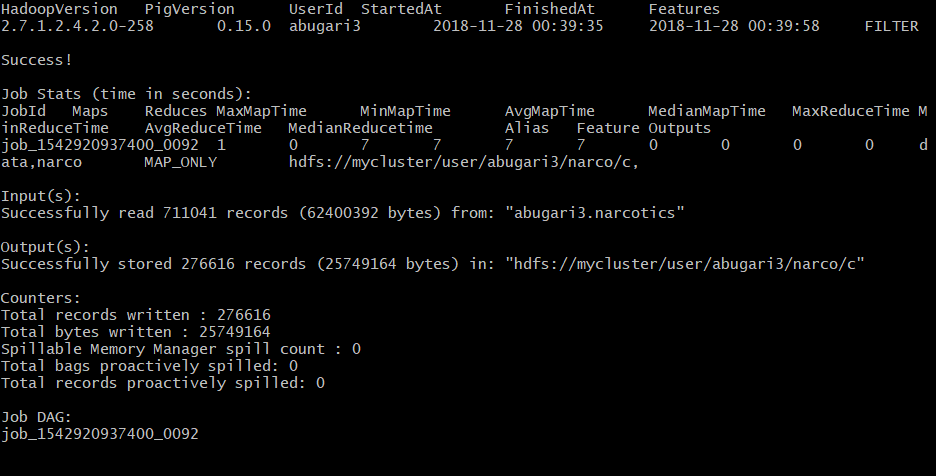 HadoopVersion PigVersion UserId StartedAt FinishedAt Features
2.7.1.2.4.2.0-258 0.15.0 abugari3 2018-11-28 00:39:35 2018-11-28 00:39:58 FILTER
Success!
Job Stats (time in seconds):
JobId Maps Reduces MaxMapTime MinMapTime AvgMapTime MedianMapTime MaxReduceTime M
inReduceTime AvgReduceTime MedianReducetime Alias Feature Outputs
job_1542920937400_0092 1 0 7 7 7 7 0 0 0 0 d
ata,narco MAP_ONLY hdfs://mycluster/user/abugari3/narco/c,
Input(s):
Successfully read 711041 records (62400392 bytes) from: "abugari3.narcotics"
Output(s):
Successfully stored 276616 records (25749164 bytes) in: "hdfs://mycluster/user/abugari3/narco/c"
Counters:
Total records written : 276616
Total bytes written : 25749164
Spillable Memory Manager spill count : 0
Total bags proactively spilled: 0
Total records proactively spilled: 0
Job DAG:
job_1542920937400_0092